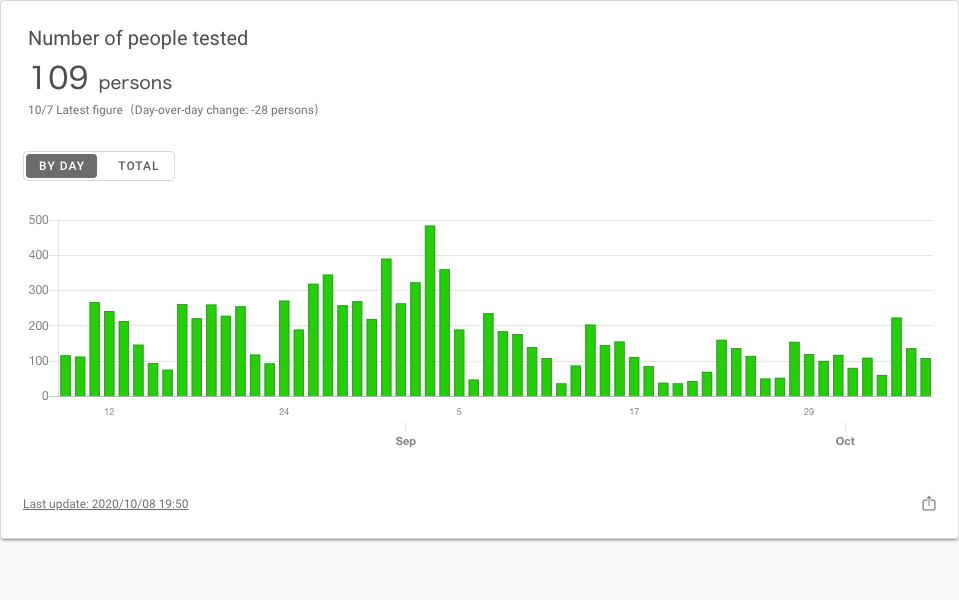 Number of people tested
109 persons
10/7 Latest figure（Day-over-day change: -28 persons）
BY DAY TOTAL
500
400
300
200
100
0
12 24 5 17 29
Sep Oct
Last update: 2020/10/08 19:50